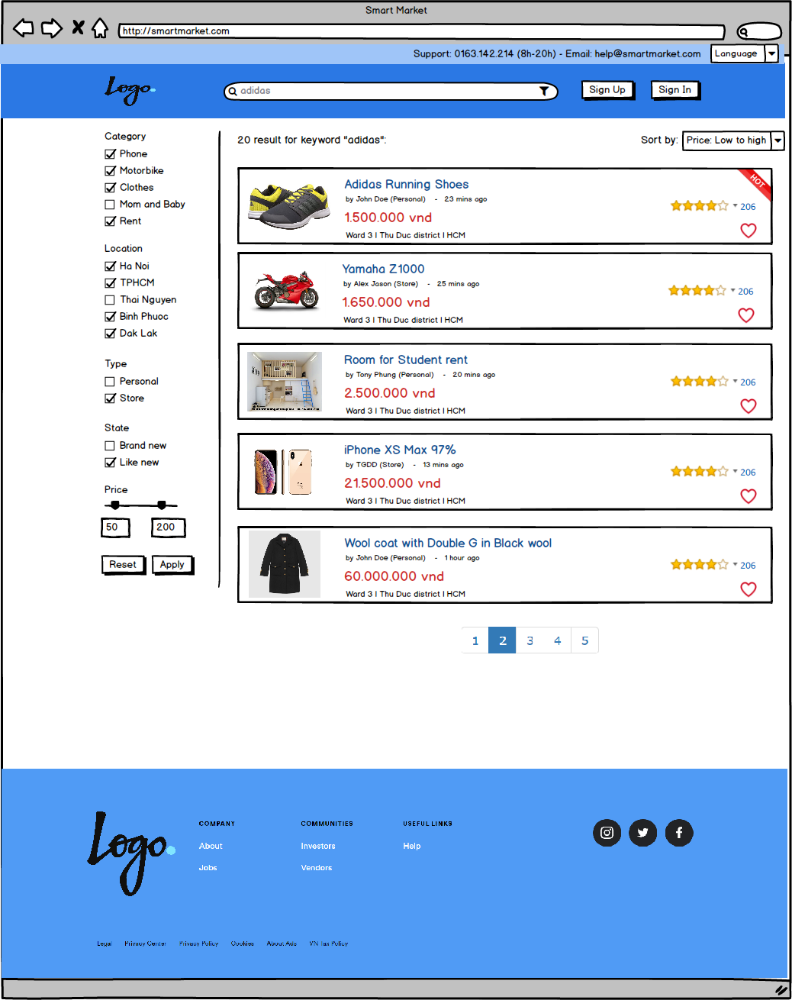 Smart Market
http://smartmarket.com
Support: 0163.142.214 (8h-20h) - Email: help@smartmarket.com
Language
Logo
adidas
Sign Up
Sign In
Category
Phone
Motorbike
Clothes
Mom and Baby
Rent
Location
Ha Noi
TPHCM
Thai Nguyen
Binh Phuoc
Dak Lak
Type
Personal
Store
State
Brand new
Like new
Price
50
200
Reset
Apply
20 result for keyword "adidas":
Sort by:
Price: Low to high
Adidas Running Shoes
by John Doe (Personal) - 23 mins ago
1.500.000 vnd
Ward 3 | Thu Duc district | HCM
HOT
206
Yamaha Z1000
by Alex Jason (Store) - 25 mins ago
1.650.000 vnd
Ward 3 | Thu Duc district | HCM
206
Room for Student rent
by Tony Phung (Personal) - 20 mins ago
2.500.000 vnd
Ward 3 | Thu Duc district | HCM
206
iPhone XS Max 97%
by TGDD (Store) - 13 mins ago
21.500.000 vnd
Ward 3 | Thu Duc district | HCM
206
Wool coat with Double G in Black wool
by John Doe (Personal) - 1 hour ago
60.000.000 vnd
Ward 3 | Thu Duc district | HCM
206
1 2 3 4 5
Logo
COMPANY
About
Jobs
COMMUNITIES
Investors
Vendors
USEFUL LINKS
Help
Legal Privacy Center Privacy Policy Cookies About Ads VN Tax Policy